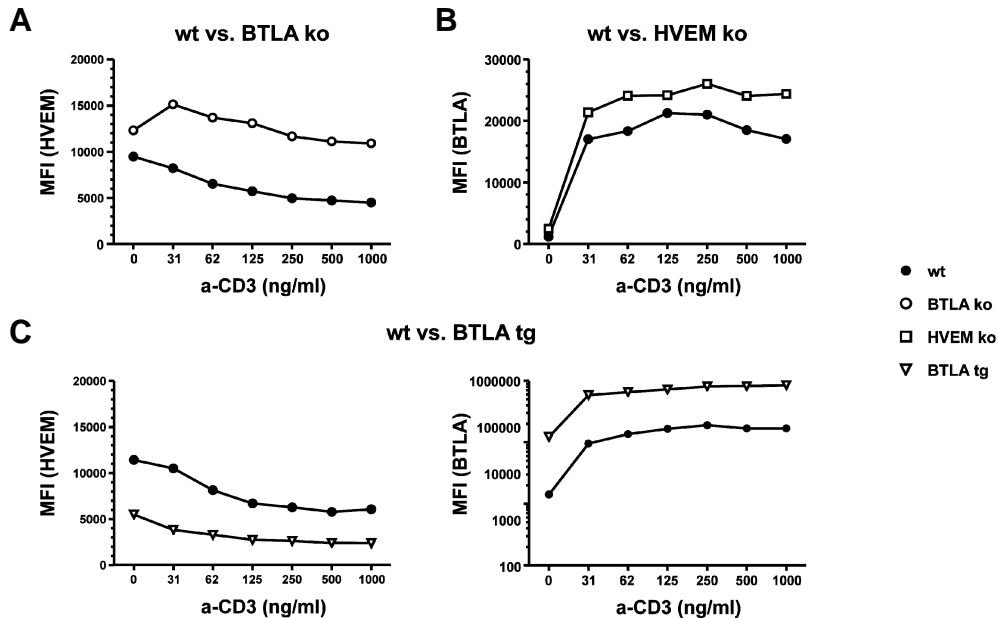 A
wt vs. BTLA ko
MFI (HVEM)
20000
15000
10000
5000
0
0 31 62 125 250 500 1000
a-CD3 (ng/ml)
B
wt vs. HVEM ko
MFI (BTLA)
30000
20000
10000
0
0 31 62 125 250 500 1000
a-CD3 (ng/ml)
wt
BTLA ko
HVEM ko
BTLA tg
C
wt vs. BTLA tg
MFI (HVEM)
20000
15000
10000
5000
0
0 31 62 125 250 500 1000
a-CD3 (ng/ml)
MFI (BTLA)
1000000
100000
10000
1000
100
0 31 62 125 250 500 1000
a-CD3 (ng/ml)